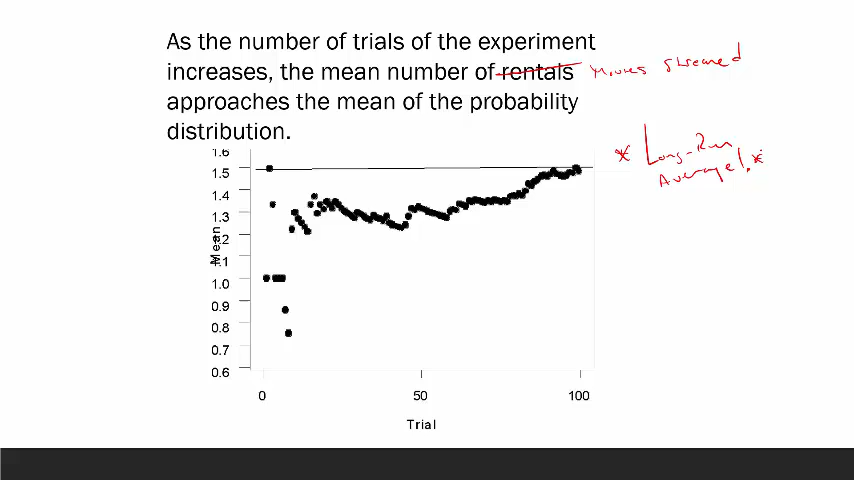 As the number of trials of the experiment
increases, the mean number of rentals movies streamed
approaches the mean of the probability
distribution.
* Long-Run
Average! *
1.6
1.5
1.4
1.3
1.2
1.1
1.0
0.9
0.8
0.7
0.6
Mean
0 50 100
Trial